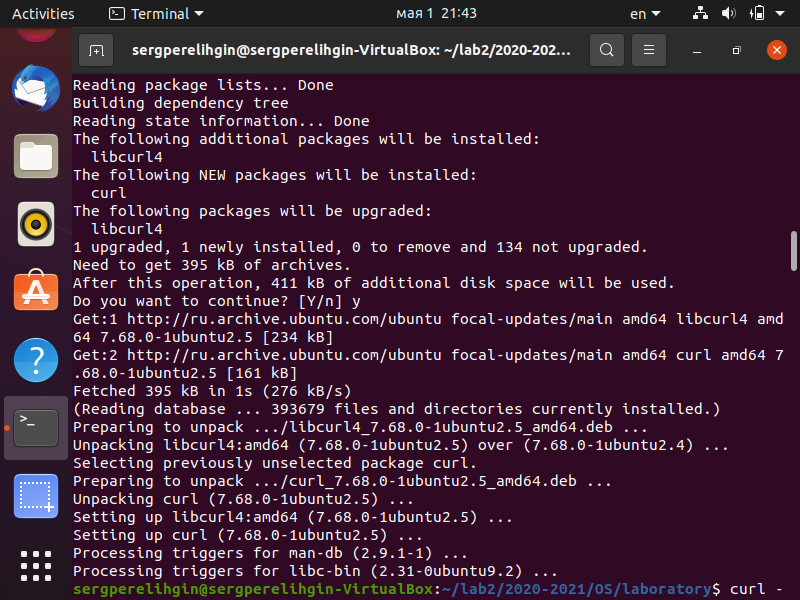 Activities
Terminal
мая 1 21:43
en
sergperelihgin@sergperelihgin-VirtualBox: ~/lab2/2020-202...
Reading package lists... Done
Building dependency tree
Reading state information... Done
The following additional packages will be installed:
  libcurl4
The following NEW packages will be installed:
  curl
The following packages will be upgraded:
  libcurl4
1 upgraded, 1 newly installed, 0 to remove and 134 not upgraded.
Need to get 395 kB of archives.
After this operation, 411 kB of additional disk space will be used.
Do you want to continue? [Y/n] y
Get:1 http://ru.archive.ubuntu.com/ubuntu focal-updates/main amd64 libcurl4 amd
64 7.68.0-1ubuntu2.5 [234 kB]
Get:2 http://ru.archive.ubuntu.com/ubuntu focal-updates/main amd64 curl amd64 7
.68.0-1ubuntu2.5 [161 kB]
Fetched 395 kB in 1s (276 kB/s)
(Reading database ... 393679 files and directories currently installed.)
Preparing to unpack .../libcurl4_7.68.0-1ubuntu2.5_amd64.deb ...
Unpacking libcurl4:amd64 (7.68.0-1ubuntu2.5) over (7.68.0-1ubuntu2.4) ...
Selecting previously unselected package curl.
Preparing to unpack .../curl_7.68.0-1ubuntu2.5_amd64.deb ...
Unpacking curl (7.68.0-1ubuntu2.5) ...
Setting up libcurl4:amd64 (7.68.0-1ubuntu2.5) ...
Setting up curl (7.68.0-1ubuntu2.5) ...
Processing triggers for man-db (2.9.1-1) ...
Processing triggers for libc-bin (2.31-0ubuntu9.2) ...
sergperelihgin@sergperelihgin-VirtualBox:~/lab2/2020-2021/OS/laboratory$ curl -